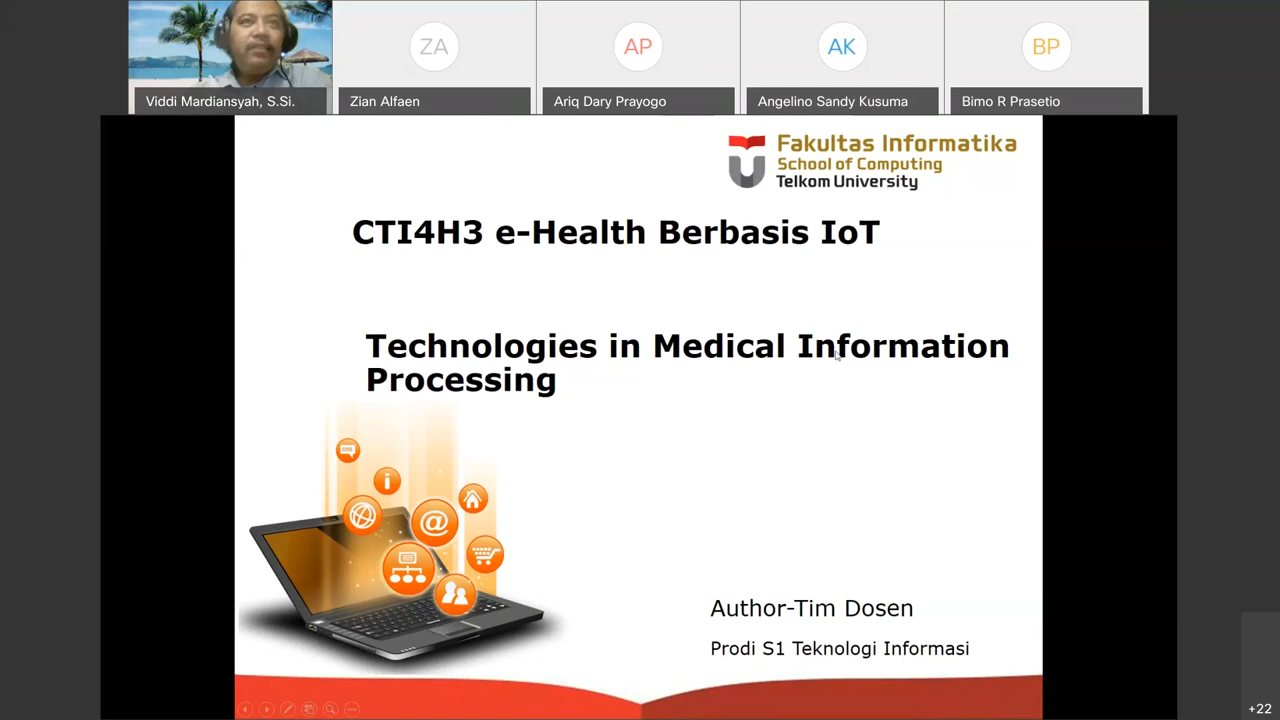 ZA
AP
AK
BP
Viddi Mardiansyah, S.Si.
Zian Alfaen
Ariq Dary Prayogo
Angelino Sandy Kusuma
Bimo R Prasetio
Fakultas Informatika
School of Computing
Telkom University
CTI4H3 e-Health Berbasis IoT
Technologies in Medical Information
Processing
@
Author-Tim Dosen
Prodi S1 Teknologi Informasi
+22